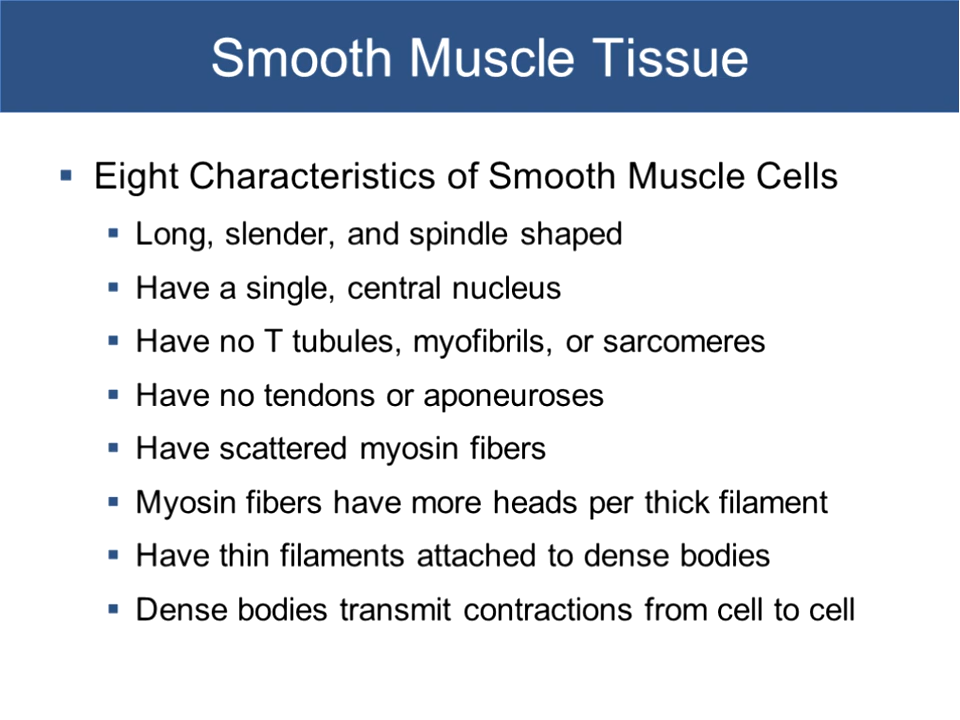 Smooth Muscle Tissue
Eight Characteristics of Smooth Muscle Cells
Long, slender, and spindle shaped
Have a single, central nucleus
Have no T tubules, myofibrils, or sarcomeres
Have no tendons or aponeuroses
Have scattered myosin fibers
Myosin fibers have more heads per thick filament
Have thin filaments attached to dense bodies
Dense bodies transmit contractions from cell to cell